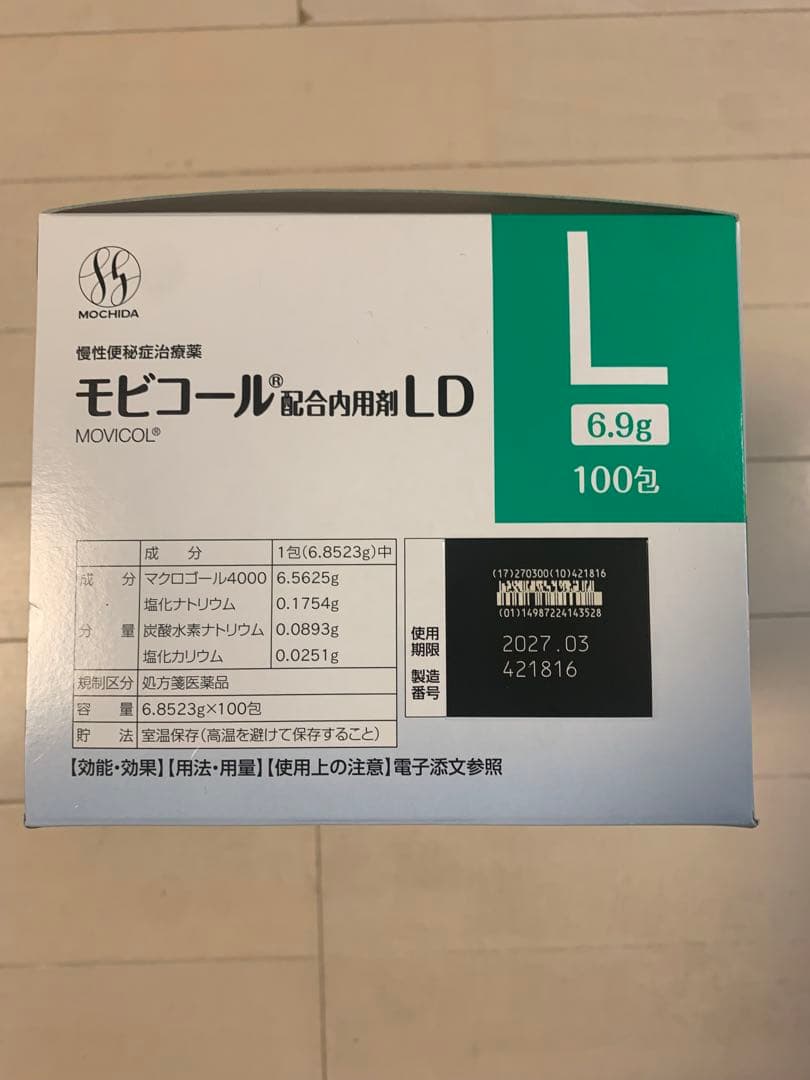 MOCHIDA
慢性便秘症治療薬
モビコール®配合内用剤LD
MOVICOL®
L
6.9g
100包
成分 1包(6.8523g)中
成分 マクロゴール4000 6.5625g
塩化ナトリウム 0.1754g
分量 炭酸水素ナトリウム 0.0893g
塩化カリウム 0.0251g
規制区分 処方箋医薬品
容量 6.8523g×100包
貯法 室温保存(高温を避けて保存すること)
使用期限
製造番号
(17)270300(10)421816
(01)14987224143528
2027.03
421816
【効能・効果】【用法・用量】【使用上の注意】電子添文参照